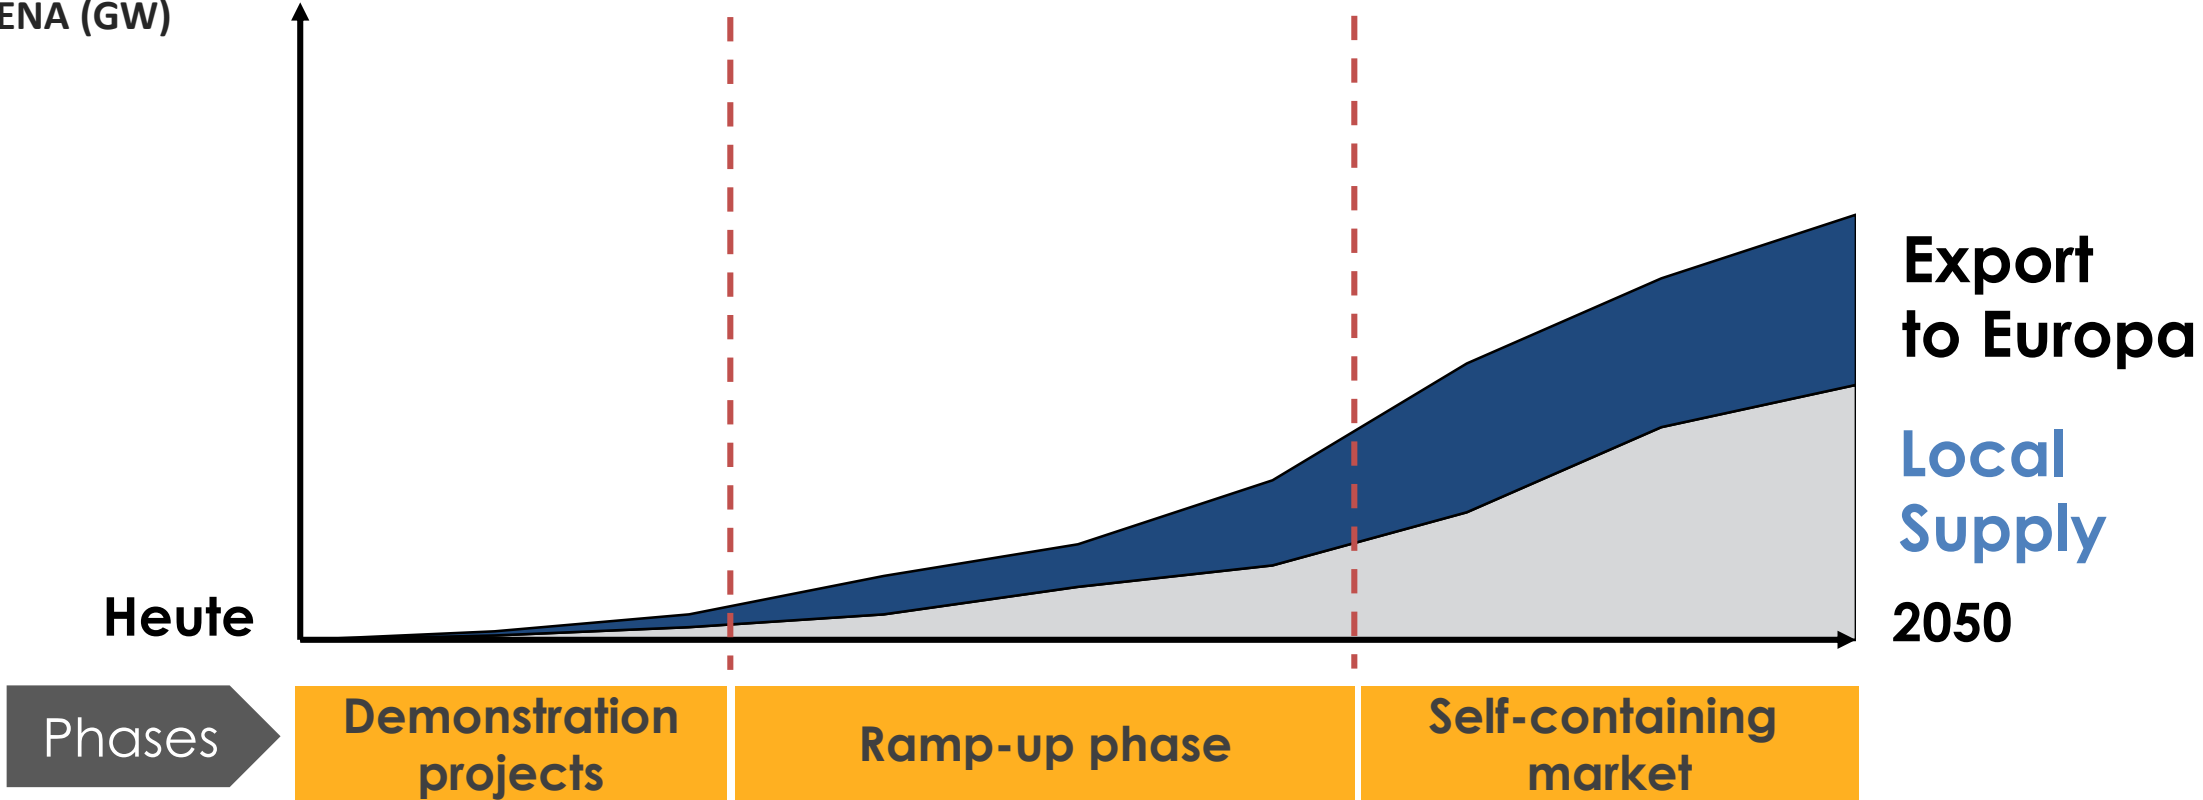 ENA (GW)
Export
to Europa
Local
Supply
Heute
2050
Phases
Demonstration
projects
Ramp-up phase
Self-containing
market